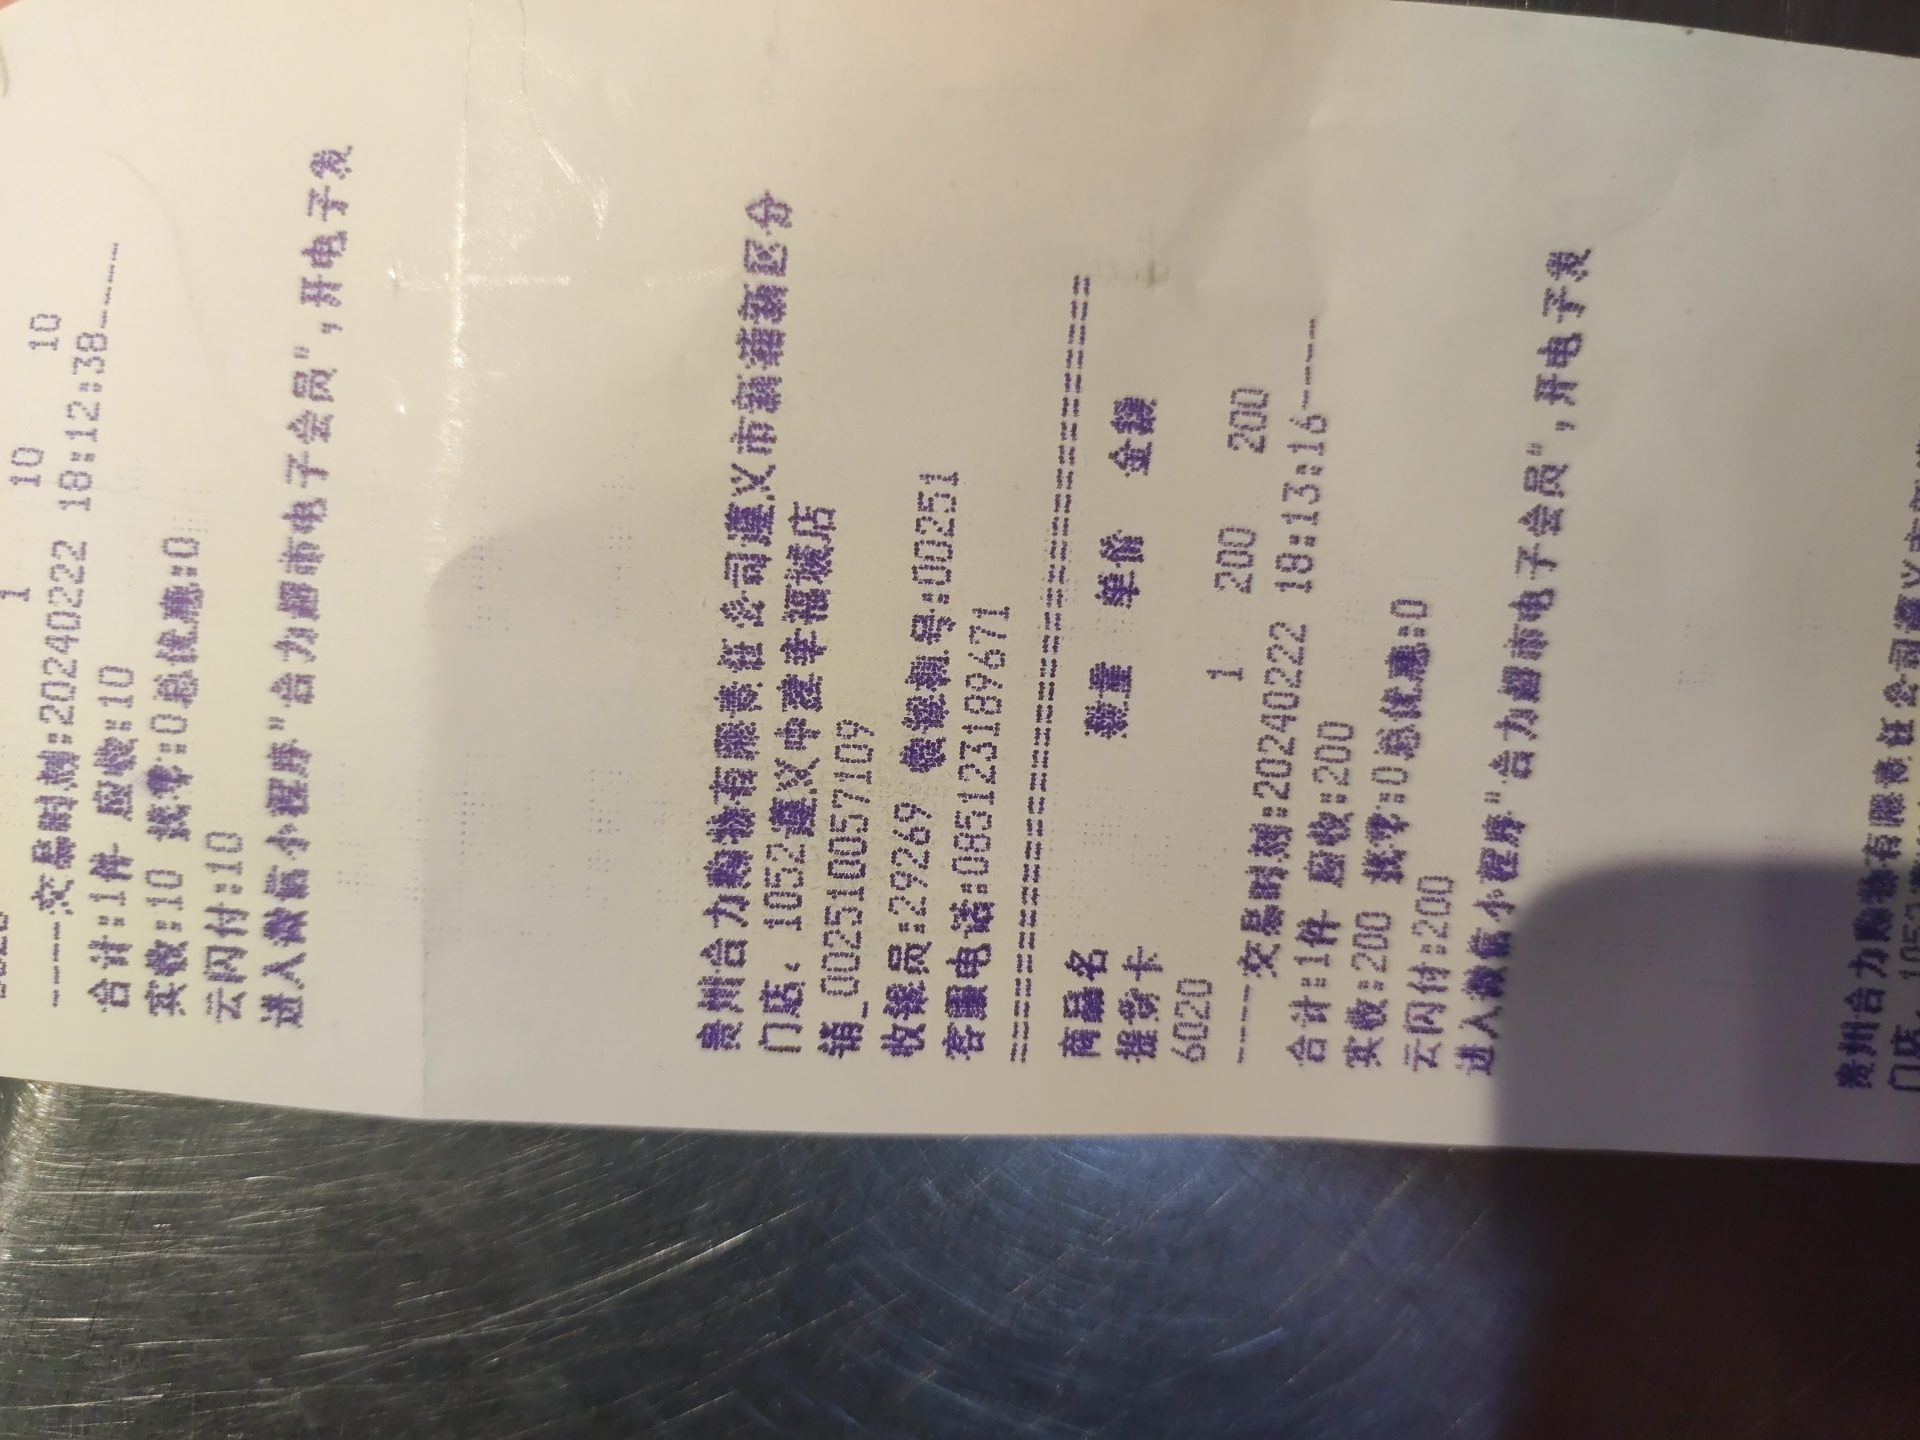 1 10 10
----交易时刻:20240222 18:12:38-----
合计:1件 应收:10
实收:10 找零:0总优惠:0
云闪付:10
进入微信小程序"合力超市电子会员",开电子发
贵州合力购物有限责任公司遵义市新蒲新区分
门店、1052遵义中建幸福城店
销_00251005710​9
收银员:29269 收银机号:00251
客服电话:085123189671
==================================
商品名 数量 单价 金额
提货卡
6020 1 200 200
----交易时刻:20240222 18:13:16-----
合计:1件 应收:200
实收:200 找零:0总优惠:0
云闪付:200
进入微信小程序"合力超市电子会员",开电子发
贵州合力购物有限责任公司遵义市
门店、1052